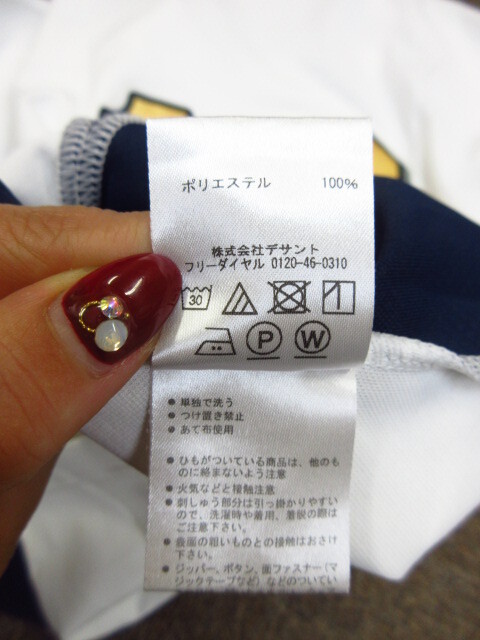 ポリエステル 100%
株式会社デサント
フリーダイヤル 0120-46-0310
30
P W
● 単独で洗う
● つけ置き禁止
● あて布使用
● ひもがついている商品は、他のも
のに絡まないよう注意
● 火気などと接触注意
● 刺しゅう部分は引っ掛かりやすい
ので、洗濯時や着用、着脱の際は
ご注意下さい。
● 表面の粗いものとの接触はおさけ
下さい。
● ジッパー、ボタン、面ファスナー(マ
ジックテープなど)などのついてい